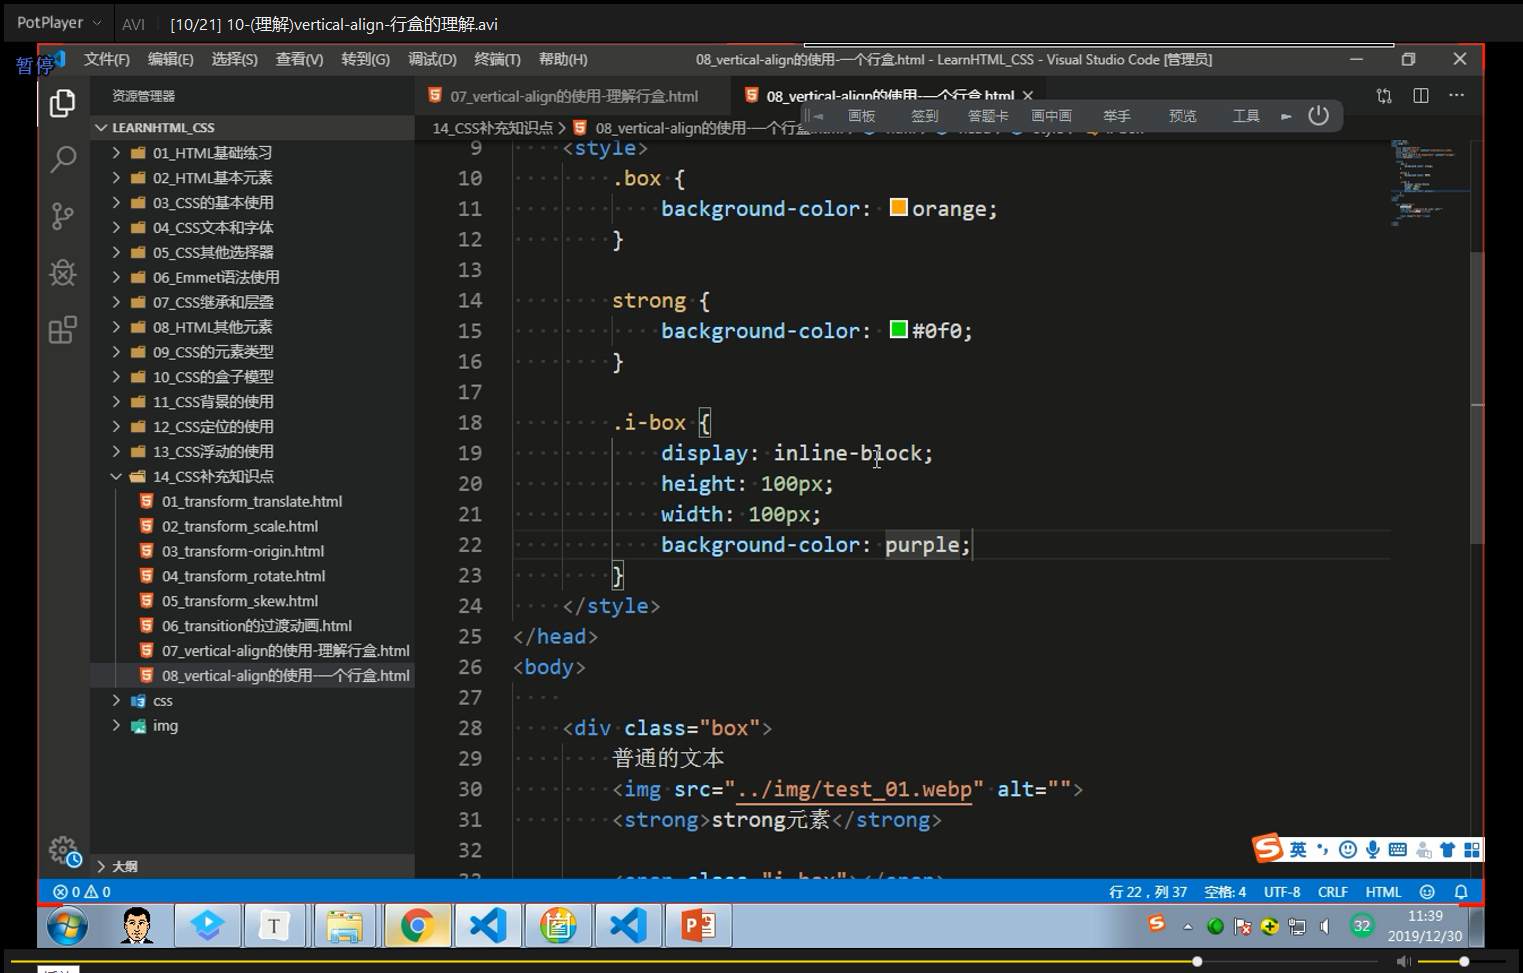 PotPlayer
AVI
[10/21] 10-(理解)vertical-align-行盒的理解.avi
暂停
文件(F) 编辑(E) 选择(S) 查看(V) 转到(G) 调试(D) 终端(T) 帮助(H)
08_vertical-align的使用-一个行盒.html - LearnHTML_CSS - Visual Studio Code [管理员]
资源管理器
07_vertical-align的使用-理解行盒.html
08_vertical-align的使用-一个行盒.html
画板 签到 答题卡 画中画 举手 预览 工具
14_CSS补充知识点 > 08_vertical-align的使用-一个行盒
LEARNHTML_CSS
01_HTML基础练习
02_HTML基本元素
03_CSS的基本使用
04_CSS文本和字体
05_CSS其他选择器
06_Emmet语法使用
07_CSS继承和层叠
08_HTML其他元素
09_CSS的元素类型
10_CSS的盒子模型
11_CSS背景的使用
12_CSS定位的使用
13_CSS浮动的使用
14_CSS补充知识点
01_transform_translate.html
02_transform_scale.html
03_transform-origin.html
04_transform_rotate.html
05_transform_skew.html
06_transition的过渡动画.html
07_vertical-align的使用-理解行盒.html
08_vertical-align的使用-一个行盒.html
css
img
大纲
9 <style>
10 .box {
11 background-color: orange;
12 }
13
14 strong {
15 background-color: #0f0;
16 }
17
18 .i-box {
19 display: inline-block;
20 height: 100px;
21 width: 100px;
22 background-color: purple;
23 }
24 </style>
25 </head>
26 <body>
27
28 <div class="box">
29 普通的文本
30 <img src="../img/test_01.webp" alt="">
31 <strong>strong元素</strong>
32
英
0 0
行 22，列 37 空格: 4 UTF-8 CRLF HTML
T
32
11:39
2019/12/30